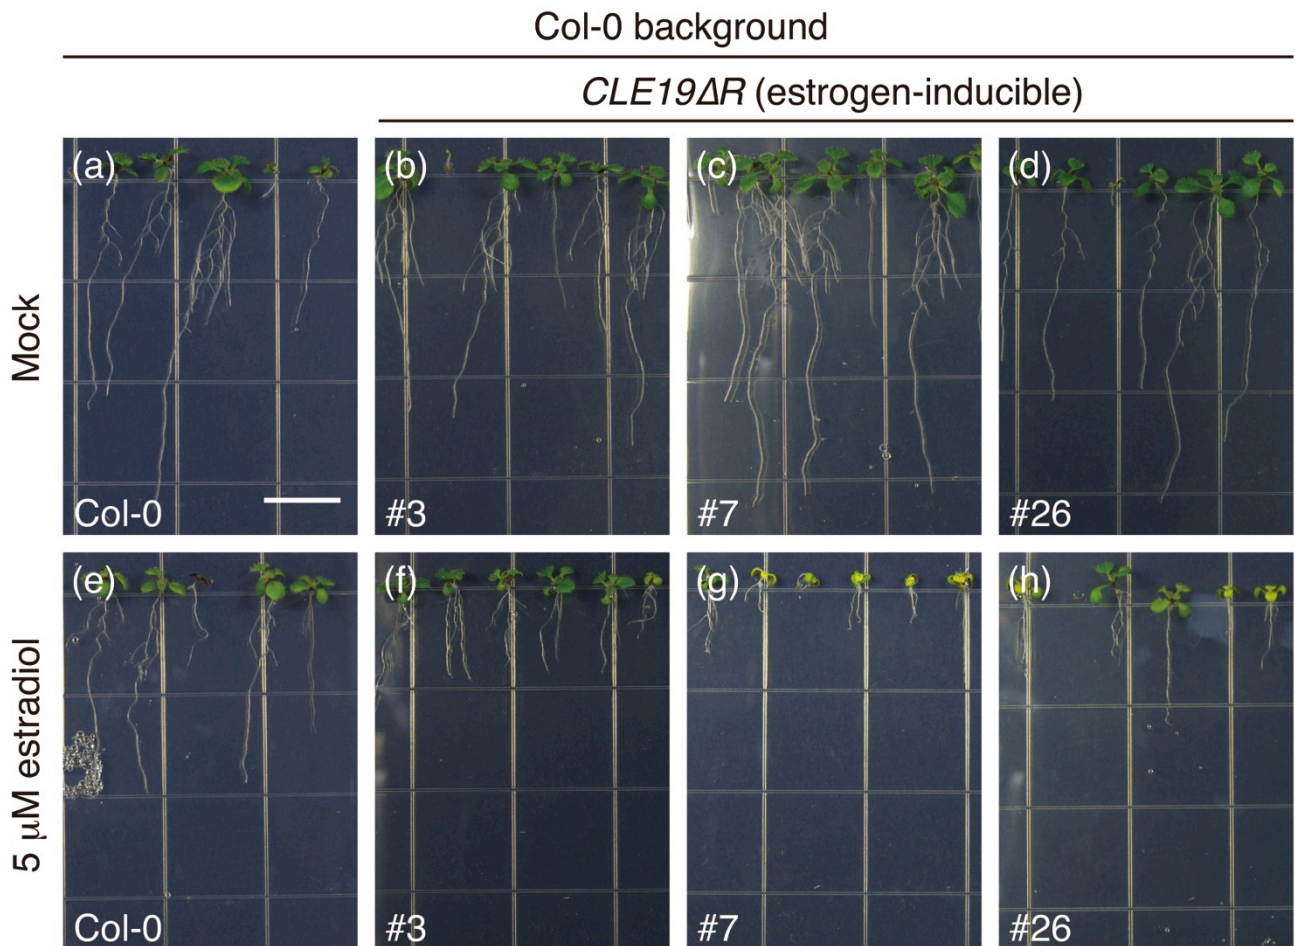 Col-0 background
CLE19ΔR (estrogen-inducible)
Mock
(a)
(b)
(c)
(d)
Col-0
#3
#7
#26
5 μM estradiol
(e)
(f)
(g)
(h)
Col-0
#3
#7
#26